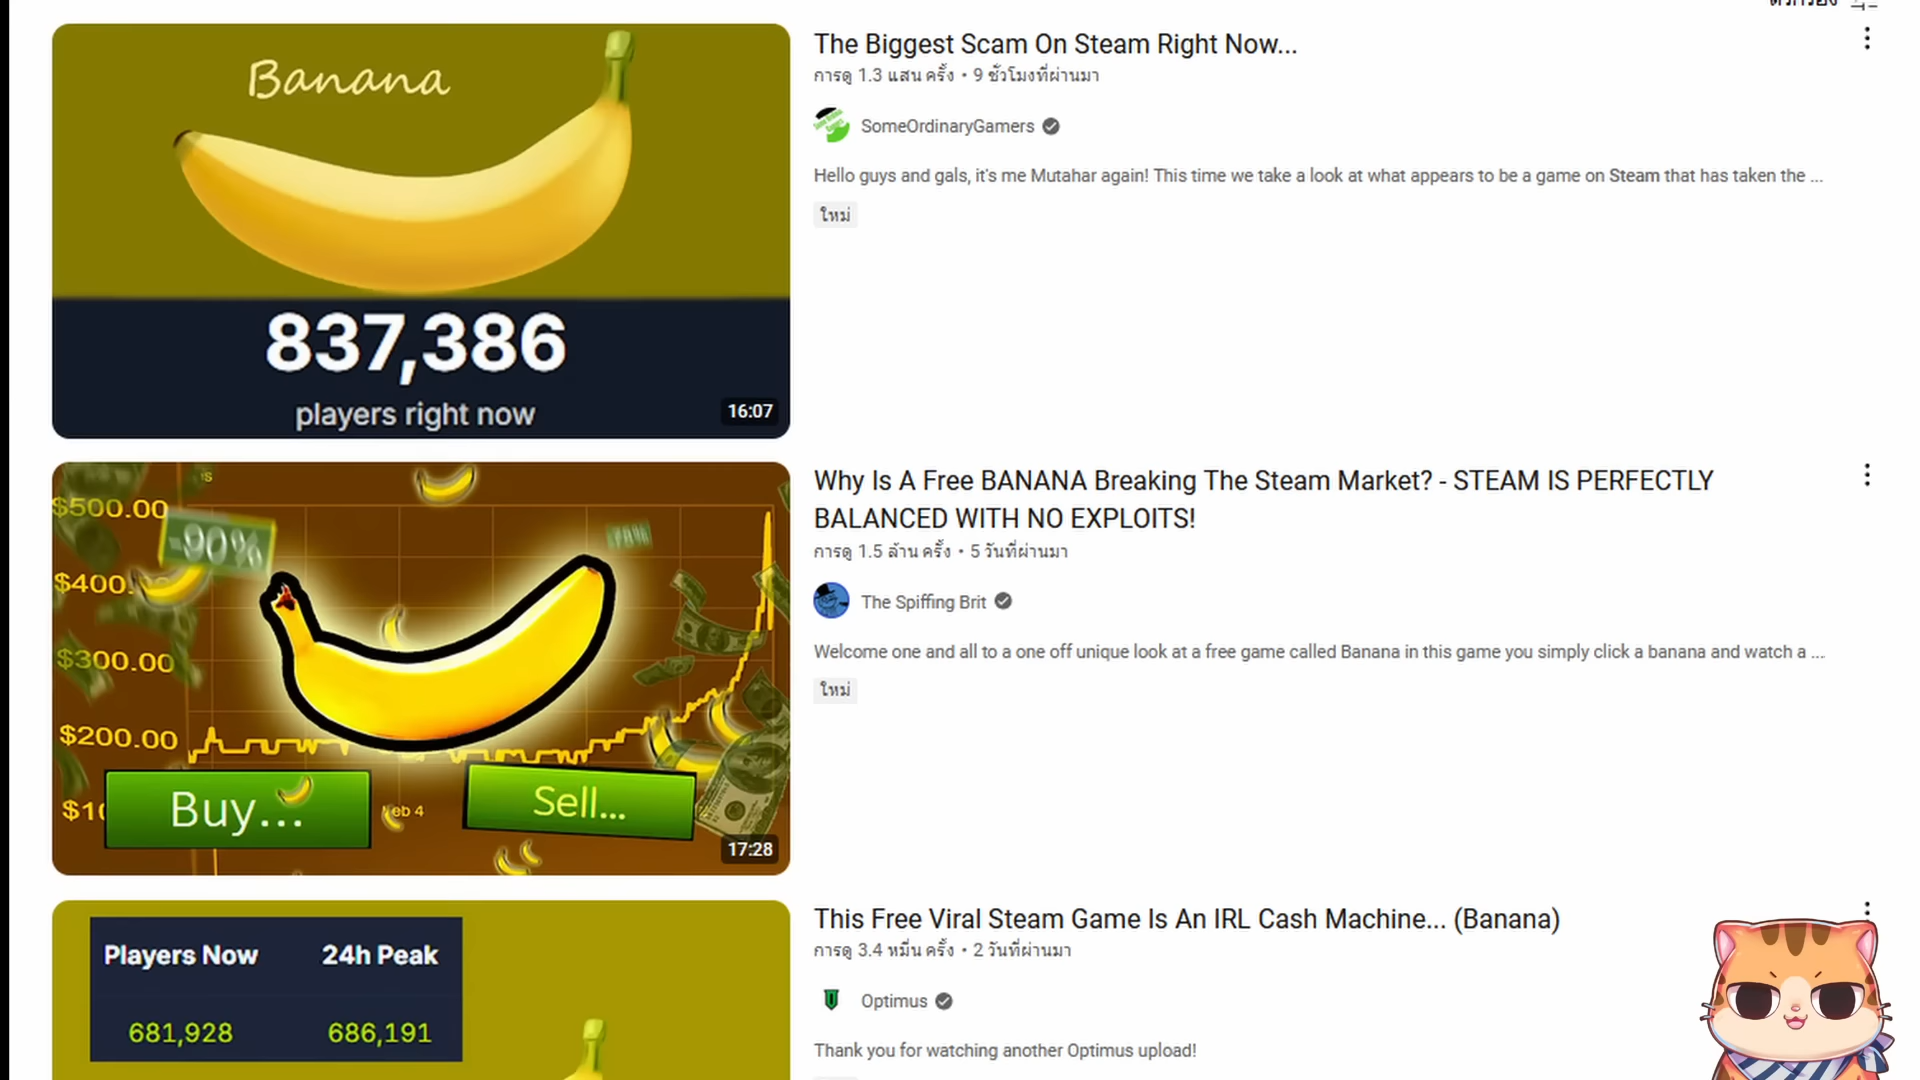 ตัวกรอง
Banana
837,386
players right now
16:07
The Biggest Scam On Steam Right Now...
การดู 1.3 แสน ครั้ง • 9 ชั่วโมงที่ผ่านมา
SomeOrdinaryGamers
Hello guys and gals, it's me Mutahar again! This time we take a look at what appears to be a game on Steam that has taken the ...
ใหม่
$500.00
-90%
$400.
$300.00
$200.00
$10
Buy...
eb 4
Sell...
17:28
Why Is A Free BANANA Breaking The Steam Market? - STEAM IS PERFECTLY
BALANCED WITH NO EXPLOITS!
การดู 1.5 ล้าน ครั้ง • 5 วันที่ผ่านมา
The Spiffing Brit
Welcome one and all to a one off unique look at a free game called Banana in this game you simply click a banana and watch a ...
ใหม่
Players Now 24h Peak
681,928 686,191
This Free Viral Steam Game Is An IRL Cash Machine... (Banana)
การดู 3.4 หมื่น ครั้ง • 2 วันที่ผ่านมา
Optimus
Thank you for watching another Optimus upload!